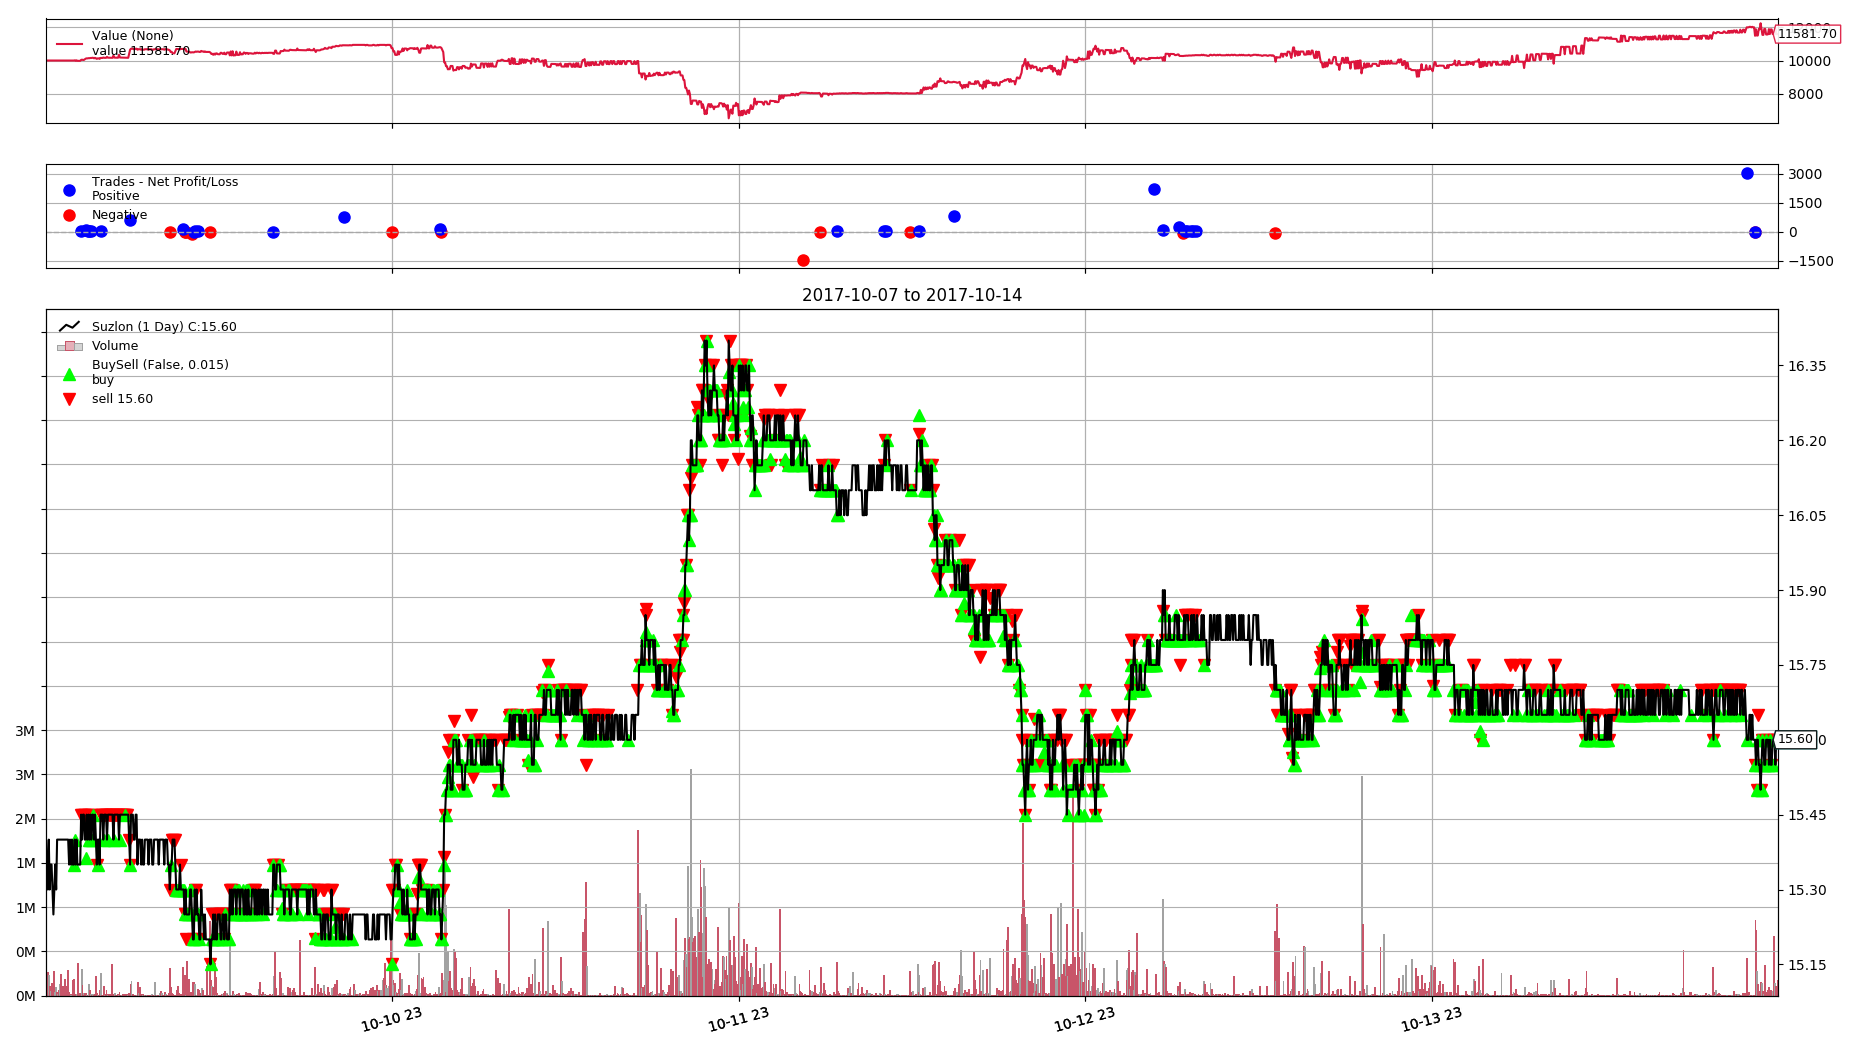 Value (None)
value 11581.70
12000
11581.70
10000
8000
Trades - Net Profit/Loss
Positive
Negative
3000
1500
0
−1500
2017-10-07 to 2017-10-14
Suzlon (1 Day) C:15.60
Volume
BuySell (False, 0.015)
buy
sell 15.60
16.35
16.20
16.05
15.90
15.75
15.60
0
15.45
15.30
15.15
3M
3M
2M
1M
1M
0M
0M
10-10 23
10-11 23
10-12 23
10-13 23